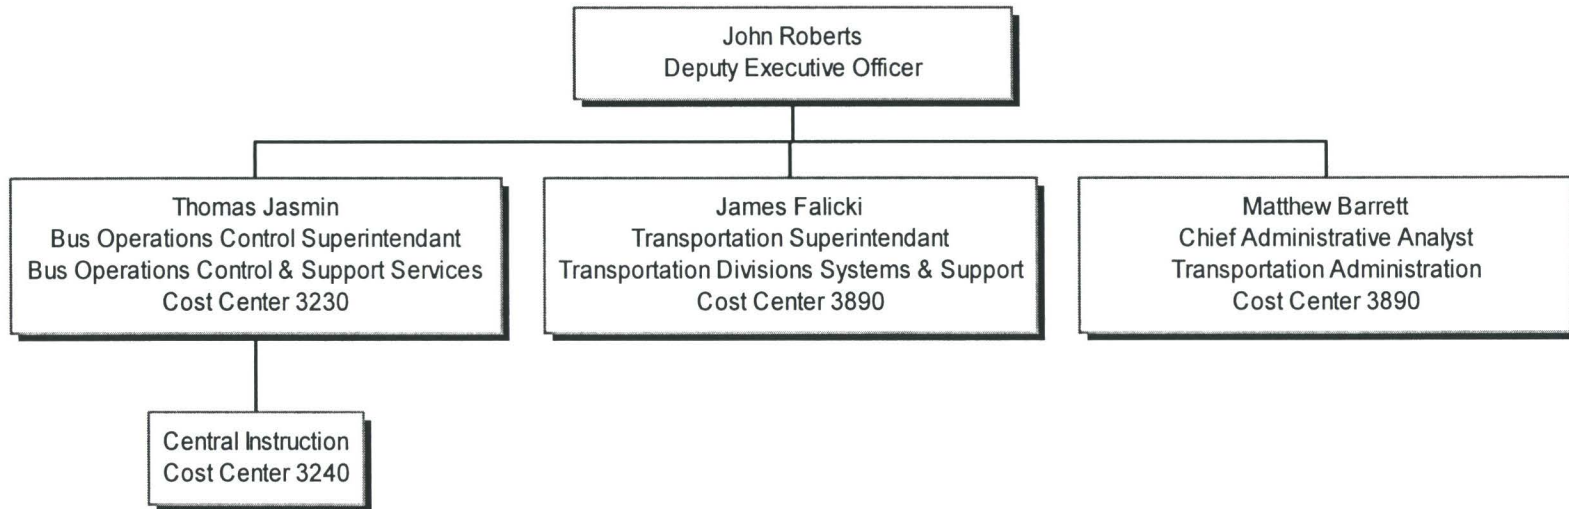 John Roberts
Deputy Executive Officer
Thomas Jasmin
Bus Operations Control Superintendant
Bus Operations Control & Support Services
Cost Center 3230
James Falicki
Transportation Superintendant
Transportation Divisions Systems & Support
Cost Center 3890
Matthew Barrett
Chief Administrative Analyst
Transportation Administration
Cost Center 3890
Central Instruction
Cost Center 3240